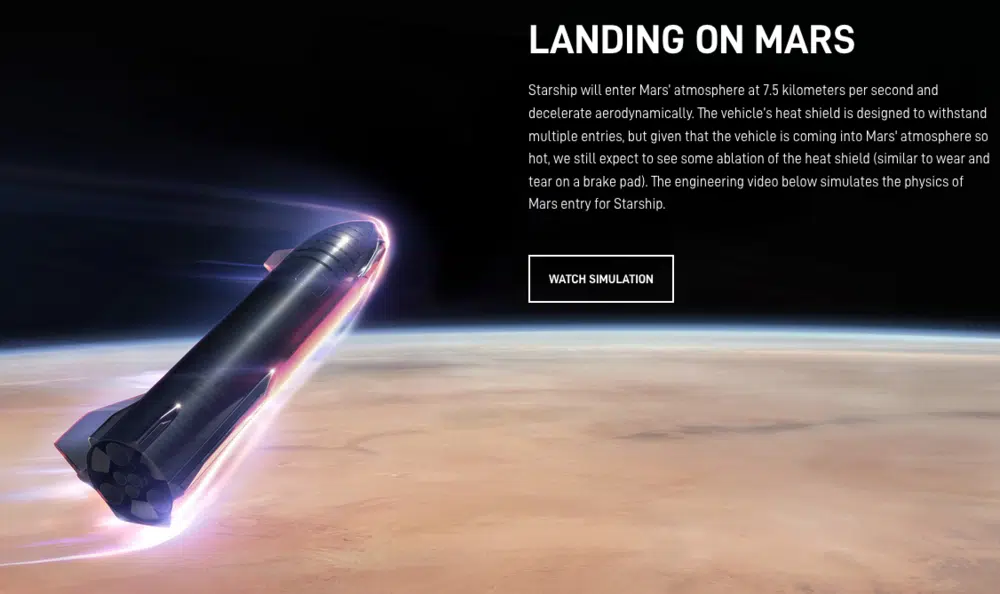 LANDING ON MARS
Starship will enter Mars' atmosphere at 7.5 kilometers per second and
decelerate aerodynamically. The vehicle's heat shield is designed to withstand
multiple entries, but given that the vehicle is coming into Mars' atmosphere so
hot, we still expect to see some ablation of the heat shield (similar to wear and
tear on a brake pad). The engineering video below simulates the physics of
Mars entry for Starship.
WATCH SIMULATION